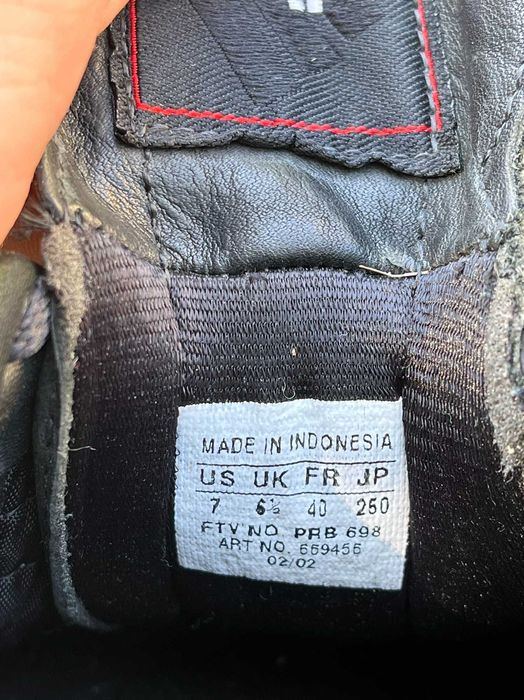 MADE IN INDONESIA
US UK FR JP
7 6½ 40 250
FTY NO. PRB 698
ART NO. 659455
02/02